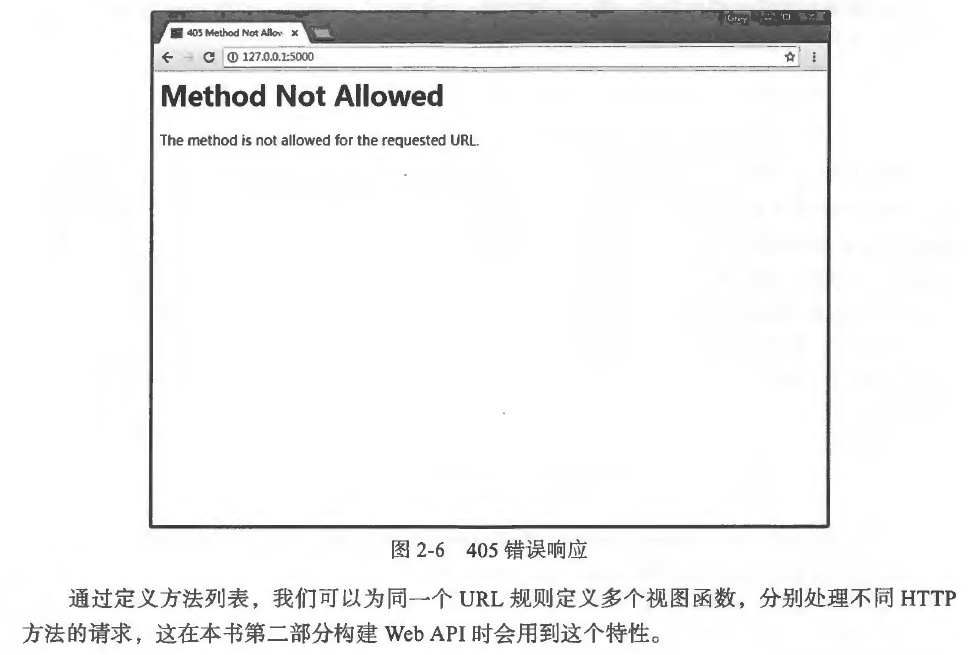 Grey
405 Method Not Allov x
127.0.0.1:5000
Method Not Allowed
The method is not allowed for the requested URL.
图 2-6 405 错误响应
通过定义方法列表，我们可以为同一个 URL 规则定义多个视图函数，分别处理不同 HTTP
方法的请求，这在本书第二部分构建 Web API 时会用到这个特性。